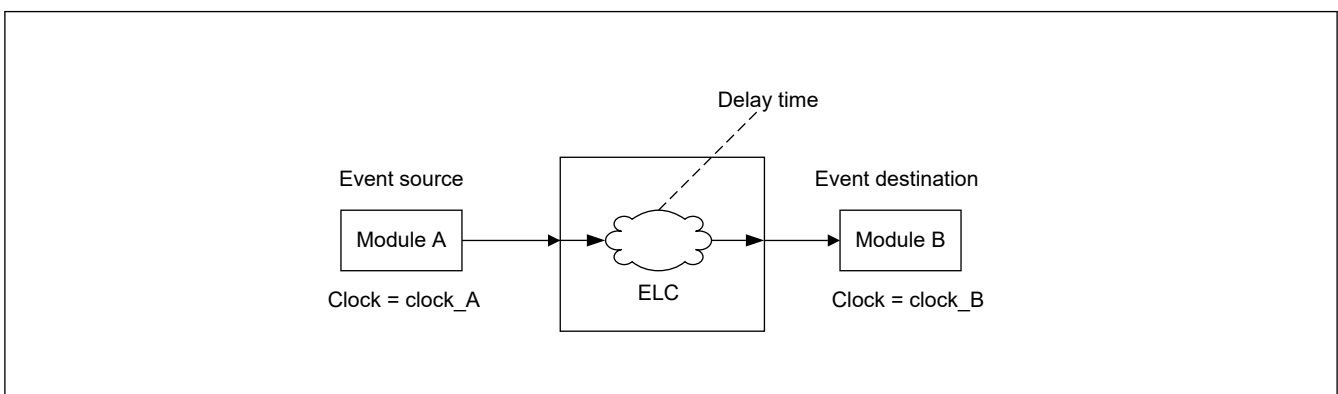 Delay time
Event source
Event destination
Module A
Module B
ELC
Clock = clock_A
Clock = clock_B